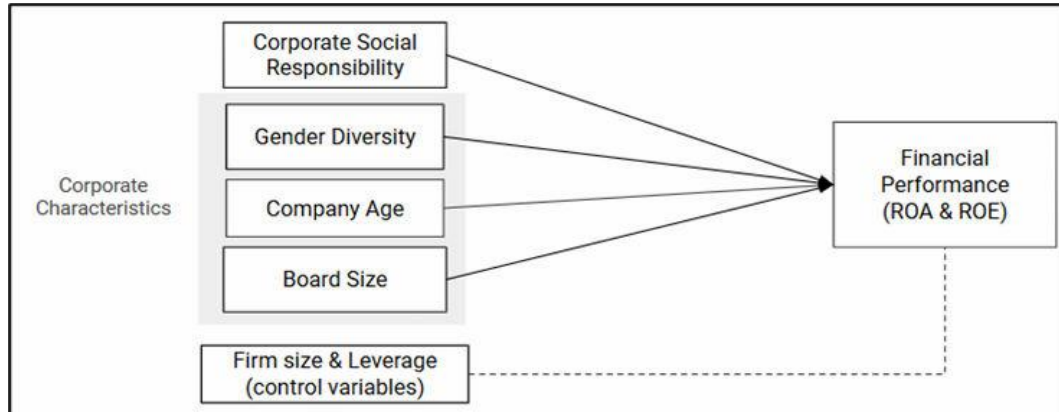 Corporate Social
Responsibility
Gender Diversity
Corporate
Characteristics
Company Age
Board Size
Firm size & Leverage
(control variables)
Financial
Performance
(ROA & ROE)